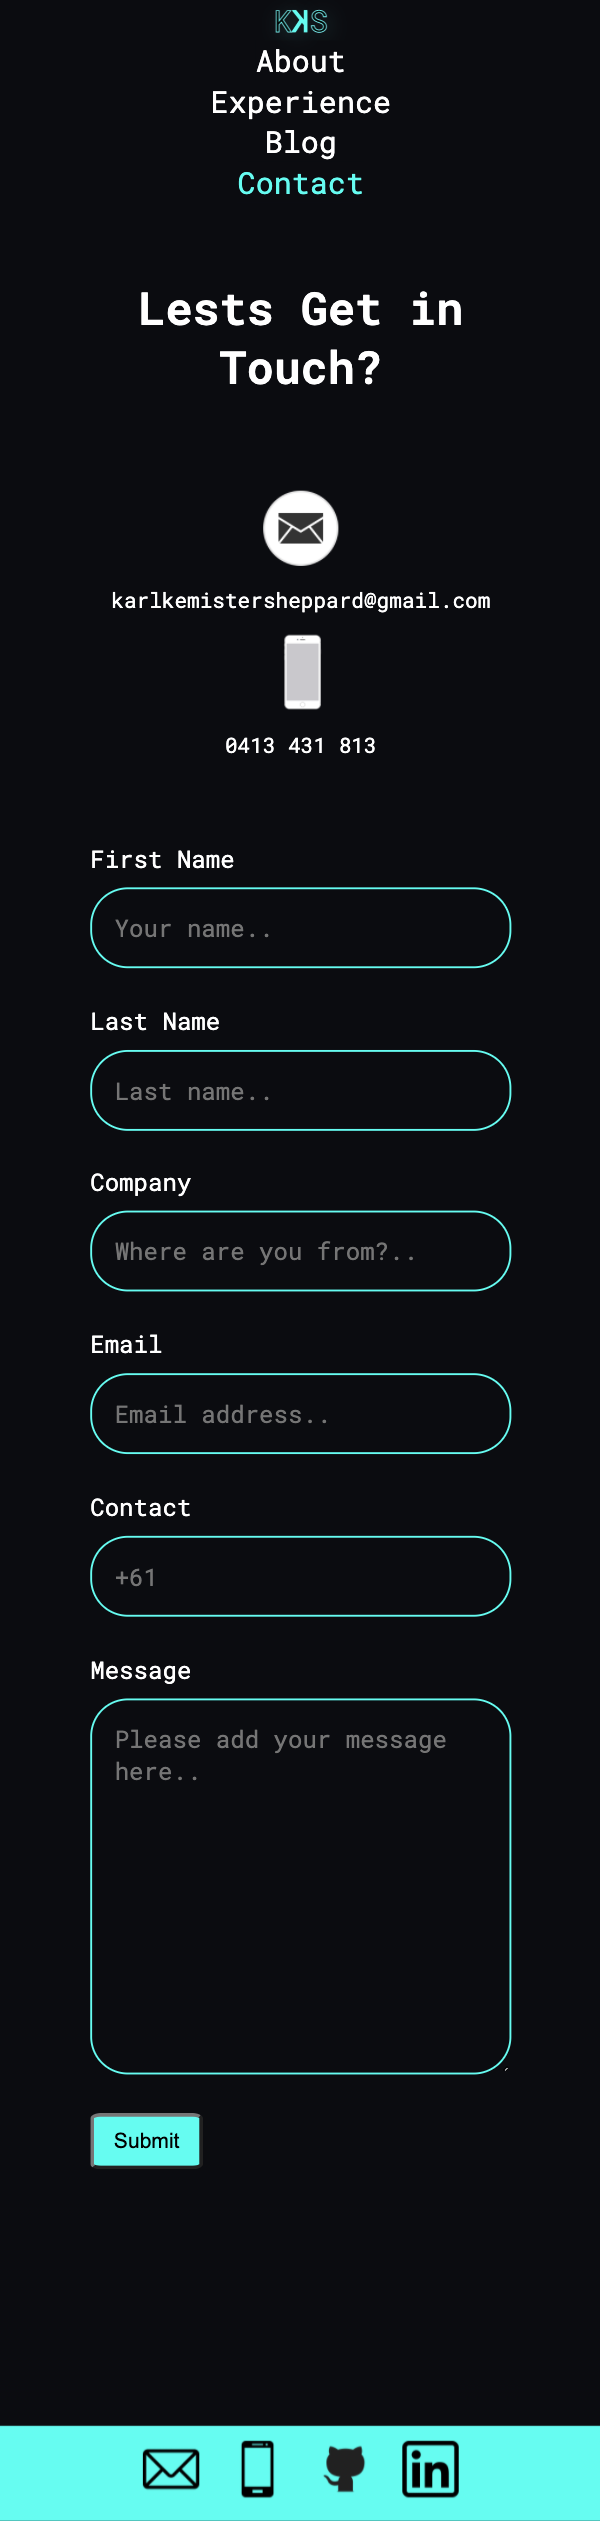 KKS
About
Experience
Blog
Contact
Lests Get in
Touch?
karlkemistersheppard@gmail.com
0413 431 813
First Name
Your name..
Last Name
Last name..
Company
Where are you from?..
Email
Email address..
Contact
+61
Message
Please add your message
here..
Submit
in